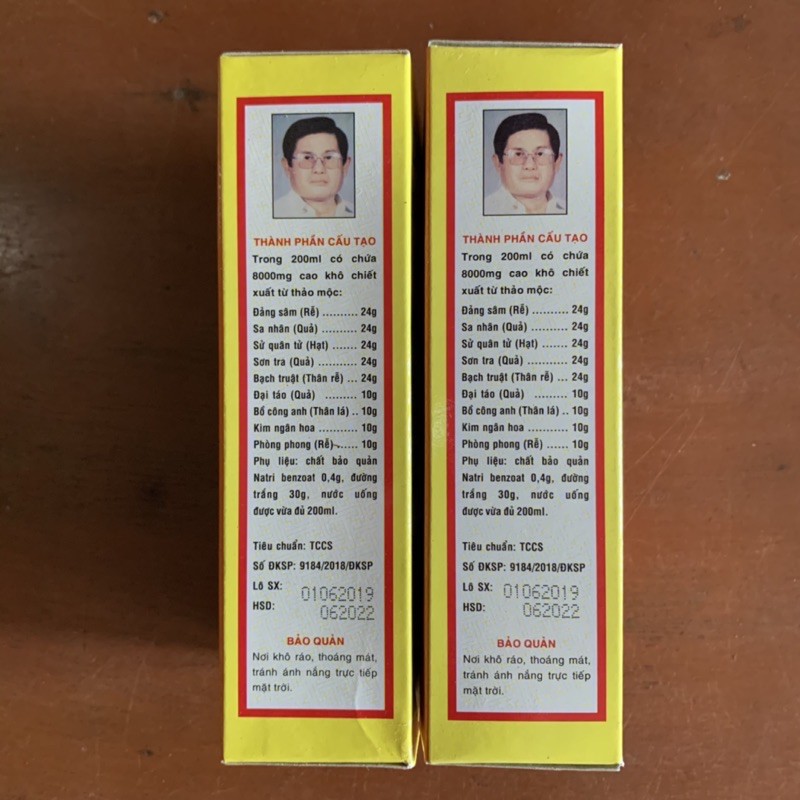 THÀNH PHẦN CẤU TẠO
Trong 200ml có chứa
8000mg cao khô chiết
xuất từ thảo mộc:
Đảng sâm (Rễ) .......... 24g
Sa nhân (Quả) .......... 24g
Sử quân tử (Hạt) ....... 24g
Sơn tra (Quả) ........... 24g
Bạch truật (Thân rễ) ... 24g
Đại táo (Quả) ......... 10g
Bồ công anh (Thân lá) .. 10g
Kim ngân hoa ........... 10g
Phòng phong (Rễ) ...... 10g
Phụ liệu: chất bảo quản
Natri benzoat 0,4g, đường
trắng 30g, nước uống
được vừa đủ 200ml.
Tiêu chuẩn: TCCS
Số ĐKSP: 9184/2018/ĐKSP
Lô SX: 01062019
HSD: 062022
BẢO QUẢN
Nơi khô ráo, thoáng mát,
tránh ánh nắng trực tiếp
mặt trời.
THÀNH PHẦN CẤU TẠO
Trong 200ml có chứa
8000mg cao khô chiết
xuất từ thảo mộc:
Đảng sâm (Rễ) .......... 24g
Sa nhân (Quả) .......... 24g
Sử quân tử (Hạt) ....... 24g
Sơn tra (Quả) ........... 24g
Bạch truật (Thân rễ) ... 24g
Đại táo (Quả) ......... 10g
Bồ công anh (Thân lá) .. 10g
Kim ngân hoa ........... 10g
Phòng phong (Rễ) ...... 10g
Phụ liệu: chất bảo quản
Natri benzoat 0,4g, đường
trắng 30g, nước uống
được vừa đủ 200ml.
Tiêu chuẩn: TCCS
Số ĐKSP: 9184/2018/ĐKSP
Lô SX: 01062019
HSD: 062022
BẢO QUẢN
Nơi khô ráo, thoáng mát,
tránh ánh nắng trực tiếp
mặt trời.